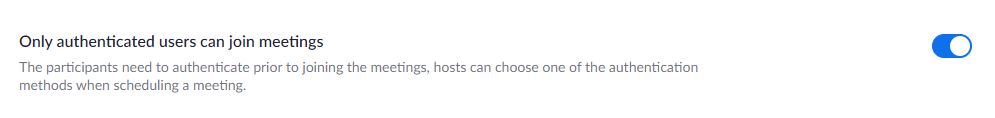 Only authenticated users can join meetings
The participants need to authenticate prior to joining the meetings, hosts can choose one of the authentication
methods when scheduling a meeting.